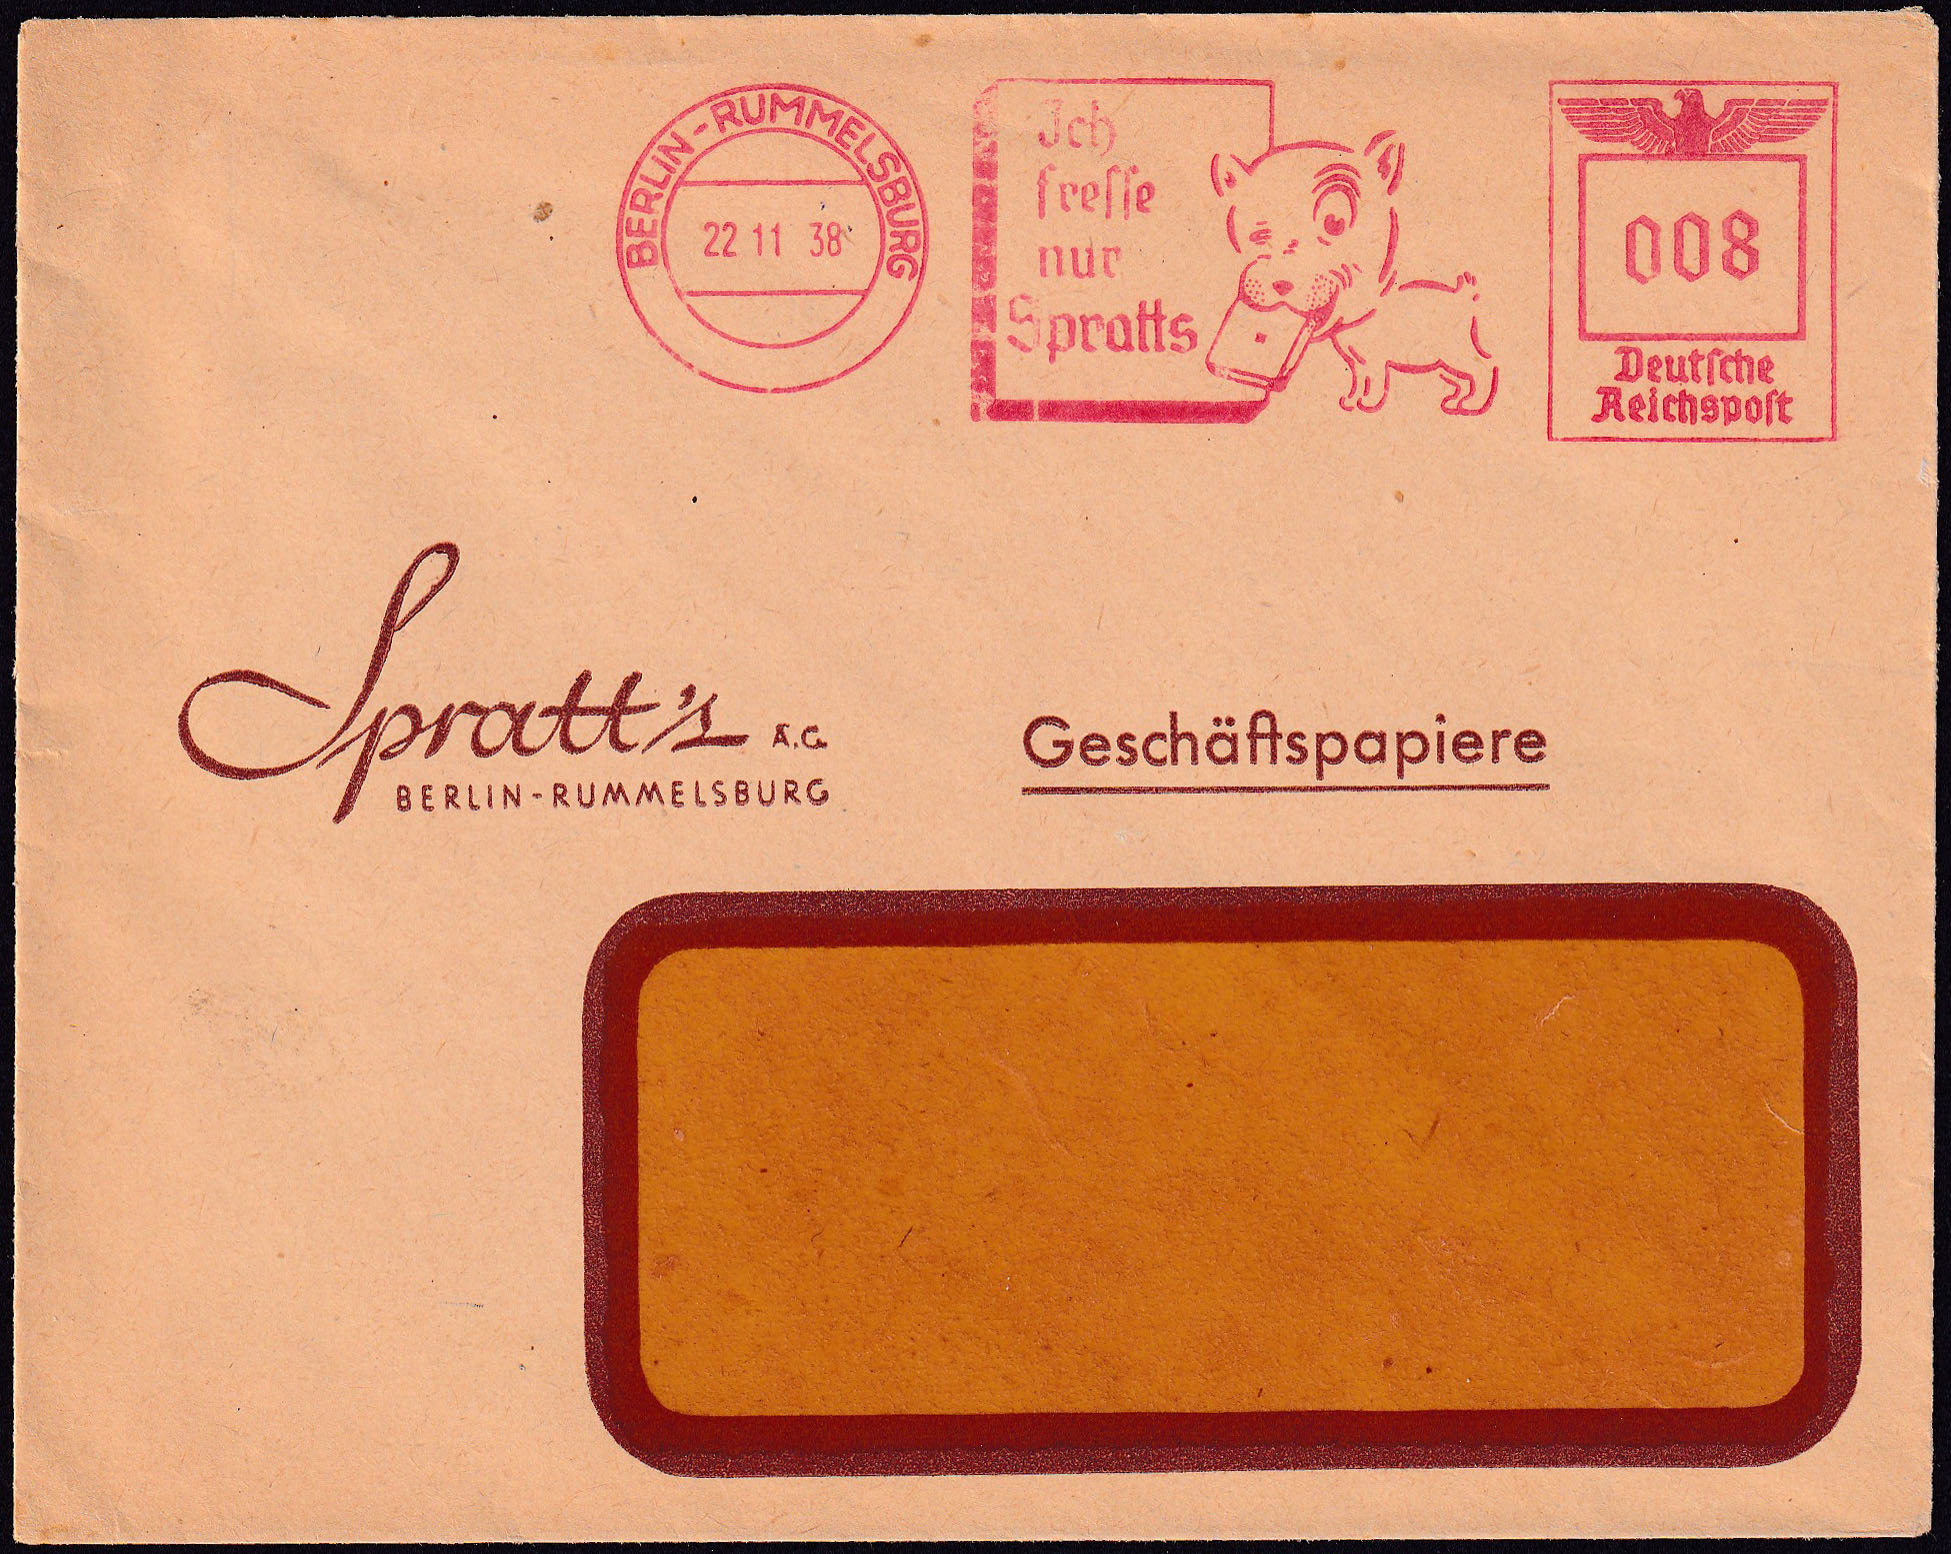 BERLIN-RUMMELSBURG
22 11 38
Ich
fresse
nur
Spratts
008
Deutsche
Reichspost
Spratt's A.G.
BERLIN-RUMMELSBURG
Geschäftspapiere